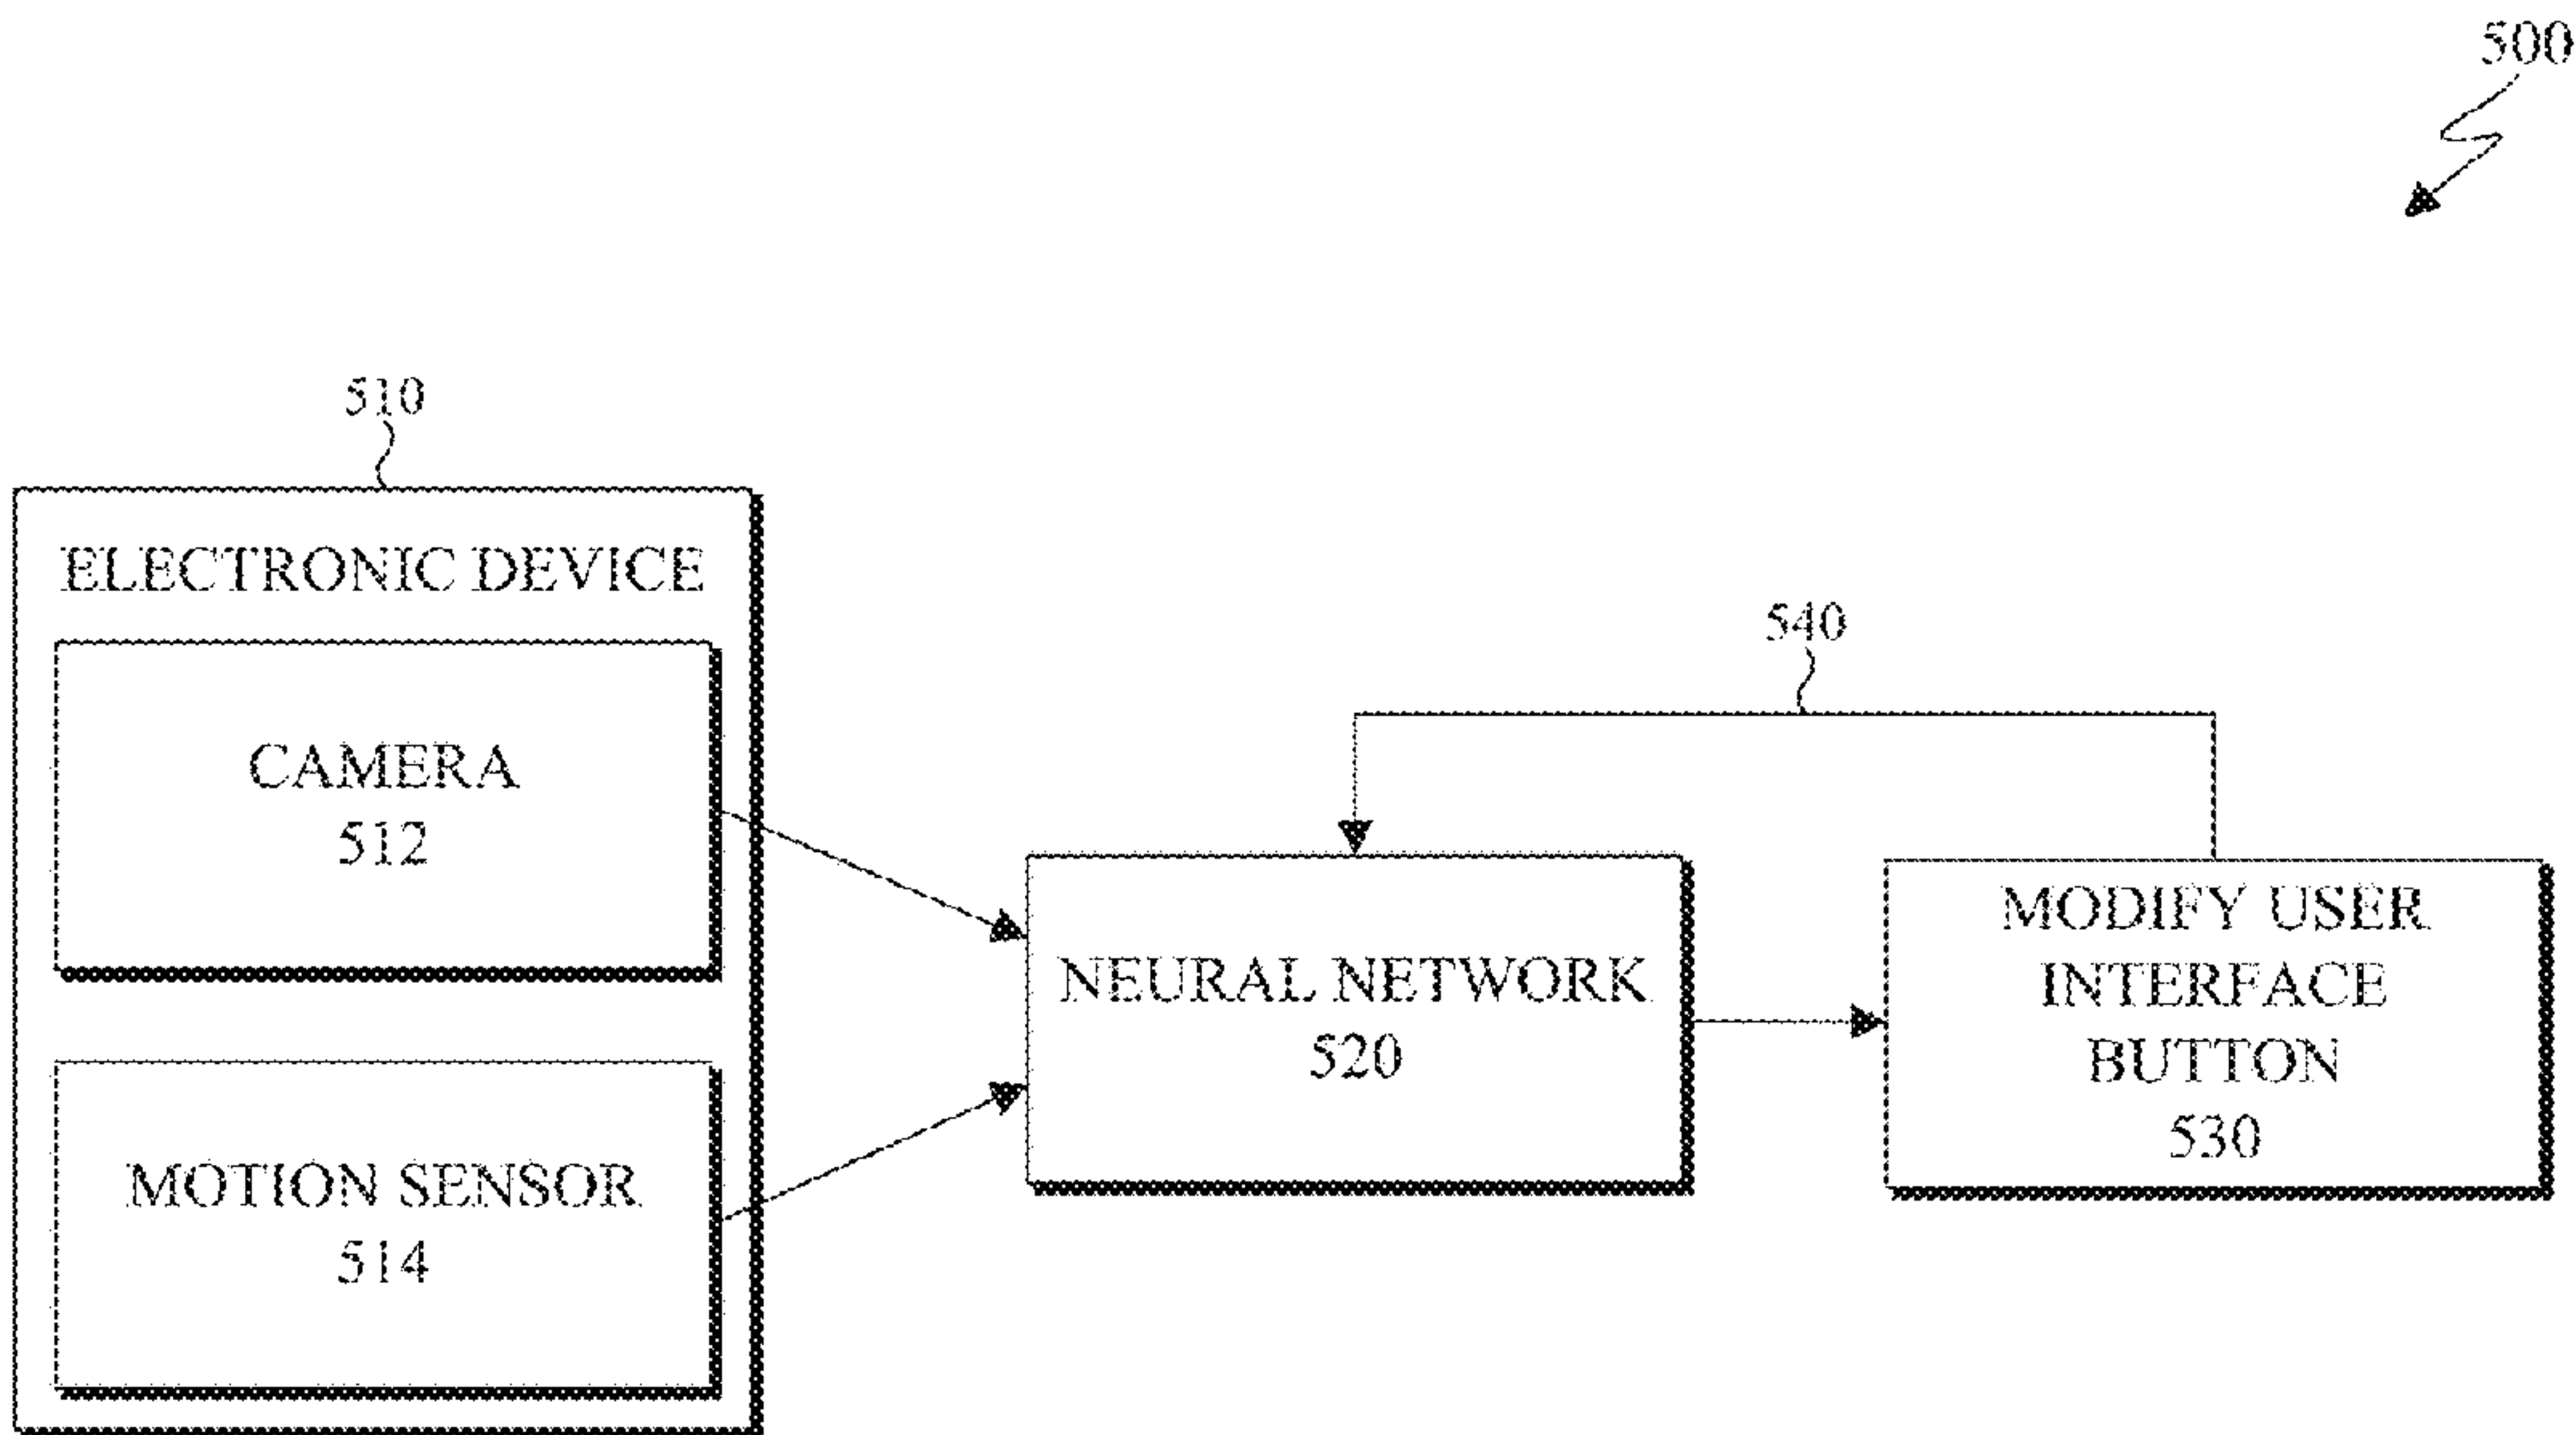 500
510
ELECTRONIC DEVICE
CAMERA
512
MOTION SENSOR
514
540
NEURAL NETWORK
520
MODIFY USER
INTERFACE
BUTTON
530